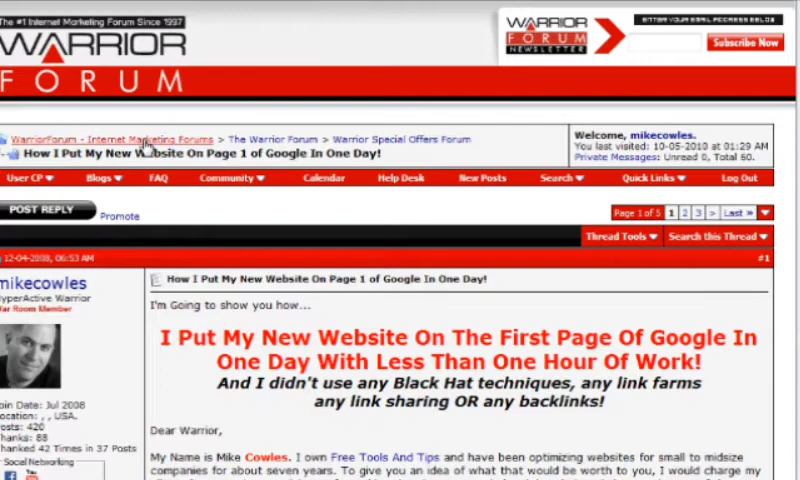 The #1 Internet Marketing Forum Since 1997
WARRIOR
FORUM
WARRIOR
FORUM
NEWSLETTER
ENTER YOUR EMAIL ADDRESS BELOW
Subscribe Now
WarriorForum - Internet Marketing Forums > The Warrior Forum > Warrior Special Offers Forum
How I Put My New Website On Page 1 of Google In One Day!
Welcome, mikecowles.
You last visited: 10-05-2010 at 01:29 AM
Private Messages: Unread 0, Total 60.
User CP Blogs FAQ Community Calendar Help Desk New Posts Search Quick Links Log Out
POST REPLY Promote
Page 1 of 5 1 2 3 > Last »
Thread Tools Search this Thread
12-04-2008, 06:53 AM #1
mikecowles
HyperActive Warrior
War Room Member
Join Date: Jul 2008
Location: , , USA.
Posts: 420
Thanks: 88
Thanked 42 Times in 37 Posts
Social Networking
How I Put My New Website On Page 1 of Google In One Day!
I'm Going to show you how...
I Put My New Website On The First Page Of Google In
One Day With Less Than One Hour Of Work!
And I didn't use any Black Hat techniques, any link farms
any link sharing OR any backlinks!
Dear Warrior,
My Name is Mike Cowles. I own Free Tools And Tips and have been optimizing websites for small to midsize
companies for about seven years. To give you an idea of what that would be worth to you, I would charge my